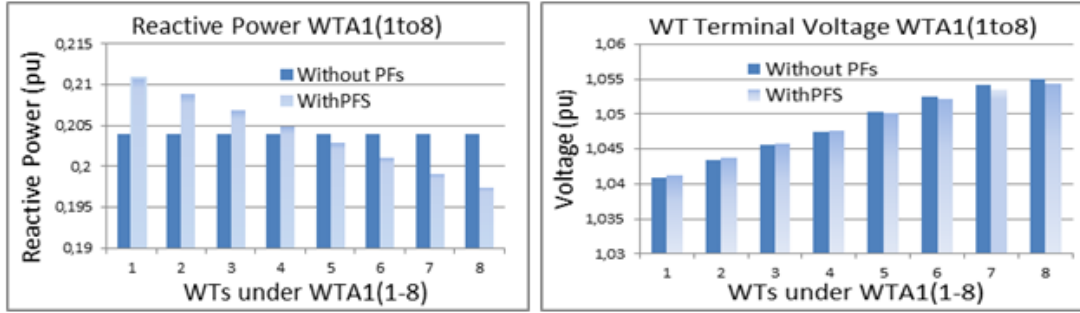 Reactive Power WTA1(1to8)
Reactive Power (pu)
0,215
0,21
0,205
0,2
0,195
0,19
Without PFs
WithPFS
1 2 3 4 5 6 7 8
WTs under WTA1(1-8)
WT Terminal Voltage WTA1(1to8)
Voltage (pu)
1,06
1,055
1,05
1,045
1,04
1,035
1,03
Without PFs
WithPFS
1 2 3 4 5 6 7 8
WTs under WTA1(1-8)